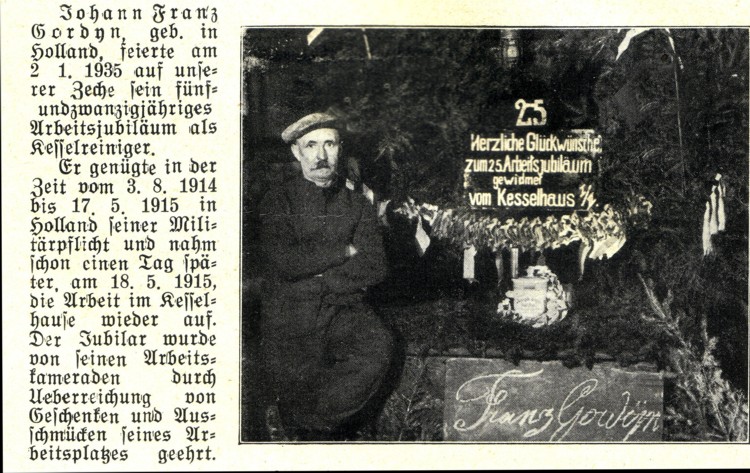 Johann Franz
Gordyn, geb. in
Holland, feierte am
2 1. 1935 auf unse-
rer Zeche sein fünf-
undzwanzigjähriges
Arbeitsjubiläum als
Kesselreiniger.
Er genügte in der
Zeit vom 3. 8. 1914
bis 17. 5. 1915 in
Holland seiner Mili-
tärpflicht und nahm
schon einen Tag spä-
ter, am 18. 5. 1915,
die Arbeit im Kessel-
hause wieder auf.
Der Jubilar wurde
von seinen Arbeits-
kameraden durch
Ueberreichung von
Geschenken und Aus-
schmücken seines Ar-
beitsplatzes geehrt.
25
Herzliche Glückwünsche
zum 25. Arbeitsjubiläum
gewidmet
vom Kesselhaus
Franz Gordijn